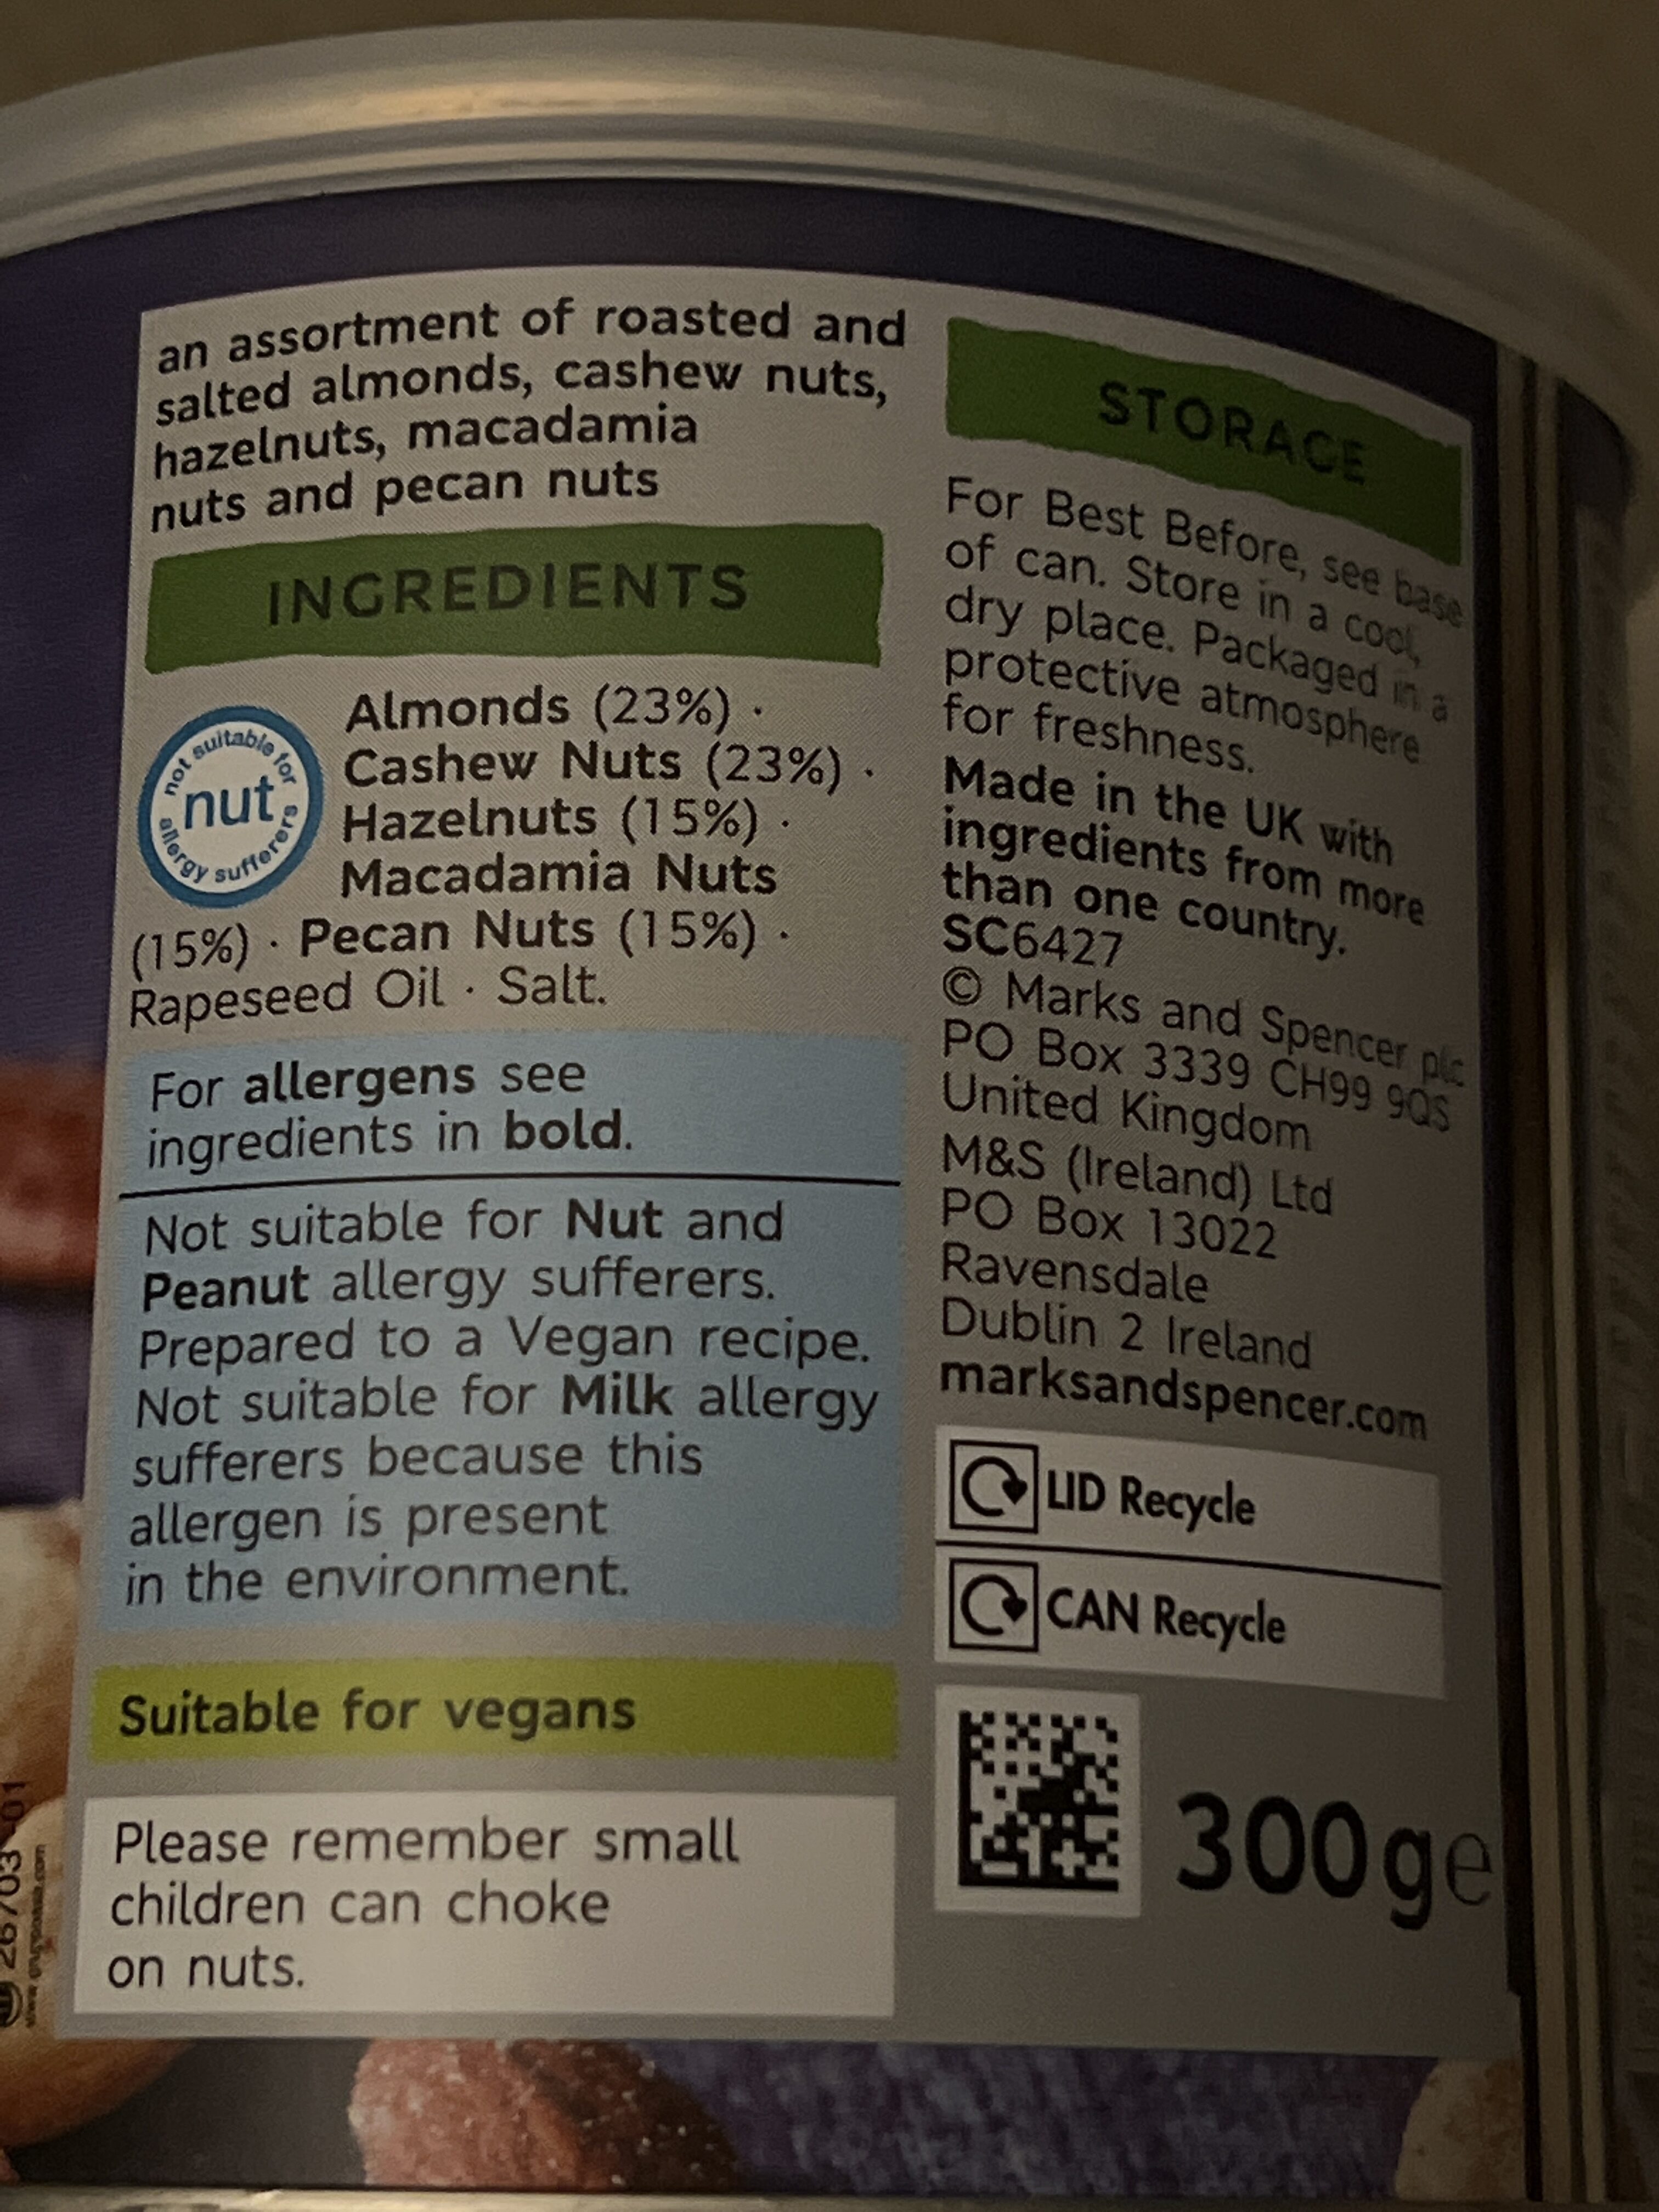 an assortment of roasted and
salted almonds, cashew nuts,
hazelnuts, macadamia
nuts and pecan nuts
INGREDIENTS
not suitable for
nut
allergy sufferers
Almonds (23%) ·
Cashew Nuts (23%) ·
Hazelnuts (15%) ·
Macadamia Nuts
(15%) · Pecan Nuts (15%) ·
Rapeseed Oil · Salt.
For allergens see
ingredients in bold.
Not suitable for Nut and
Peanut allergy sufferers.
Prepared to a Vegan recipe.
Not suitable for Milk allergy
sufferers because this
allergen is present
in the environment.
Suitable for vegans
Please remember small
children can choke
on nuts.
STORAGE
For Best Before, see base
of can. Store in a cool,
dry place. Packaged in a
protective atmosphere
for freshness.
Made in the UK with
ingredients from more
than one country.
SC6427
© Marks and Spencer plc
PO Box 3339 CH99 9QS
United Kingdom
M&S (Ireland) Ltd
PO Box 13022
Ravensdale
Dublin 2 Ireland
marksandspencer.com
LID Recycle
CAN Recycle
300g℮